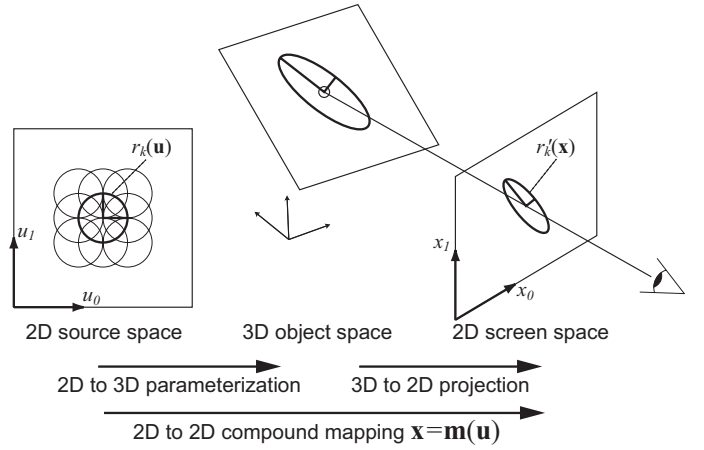 r_k(u)
r_k'(x)
u_1
u_0
x_1
x_0
2D source space
3D object space
2D screen space
2D to 3D parameterization
3D to 2D projection
2D to 2D compound mapping x=m(u)